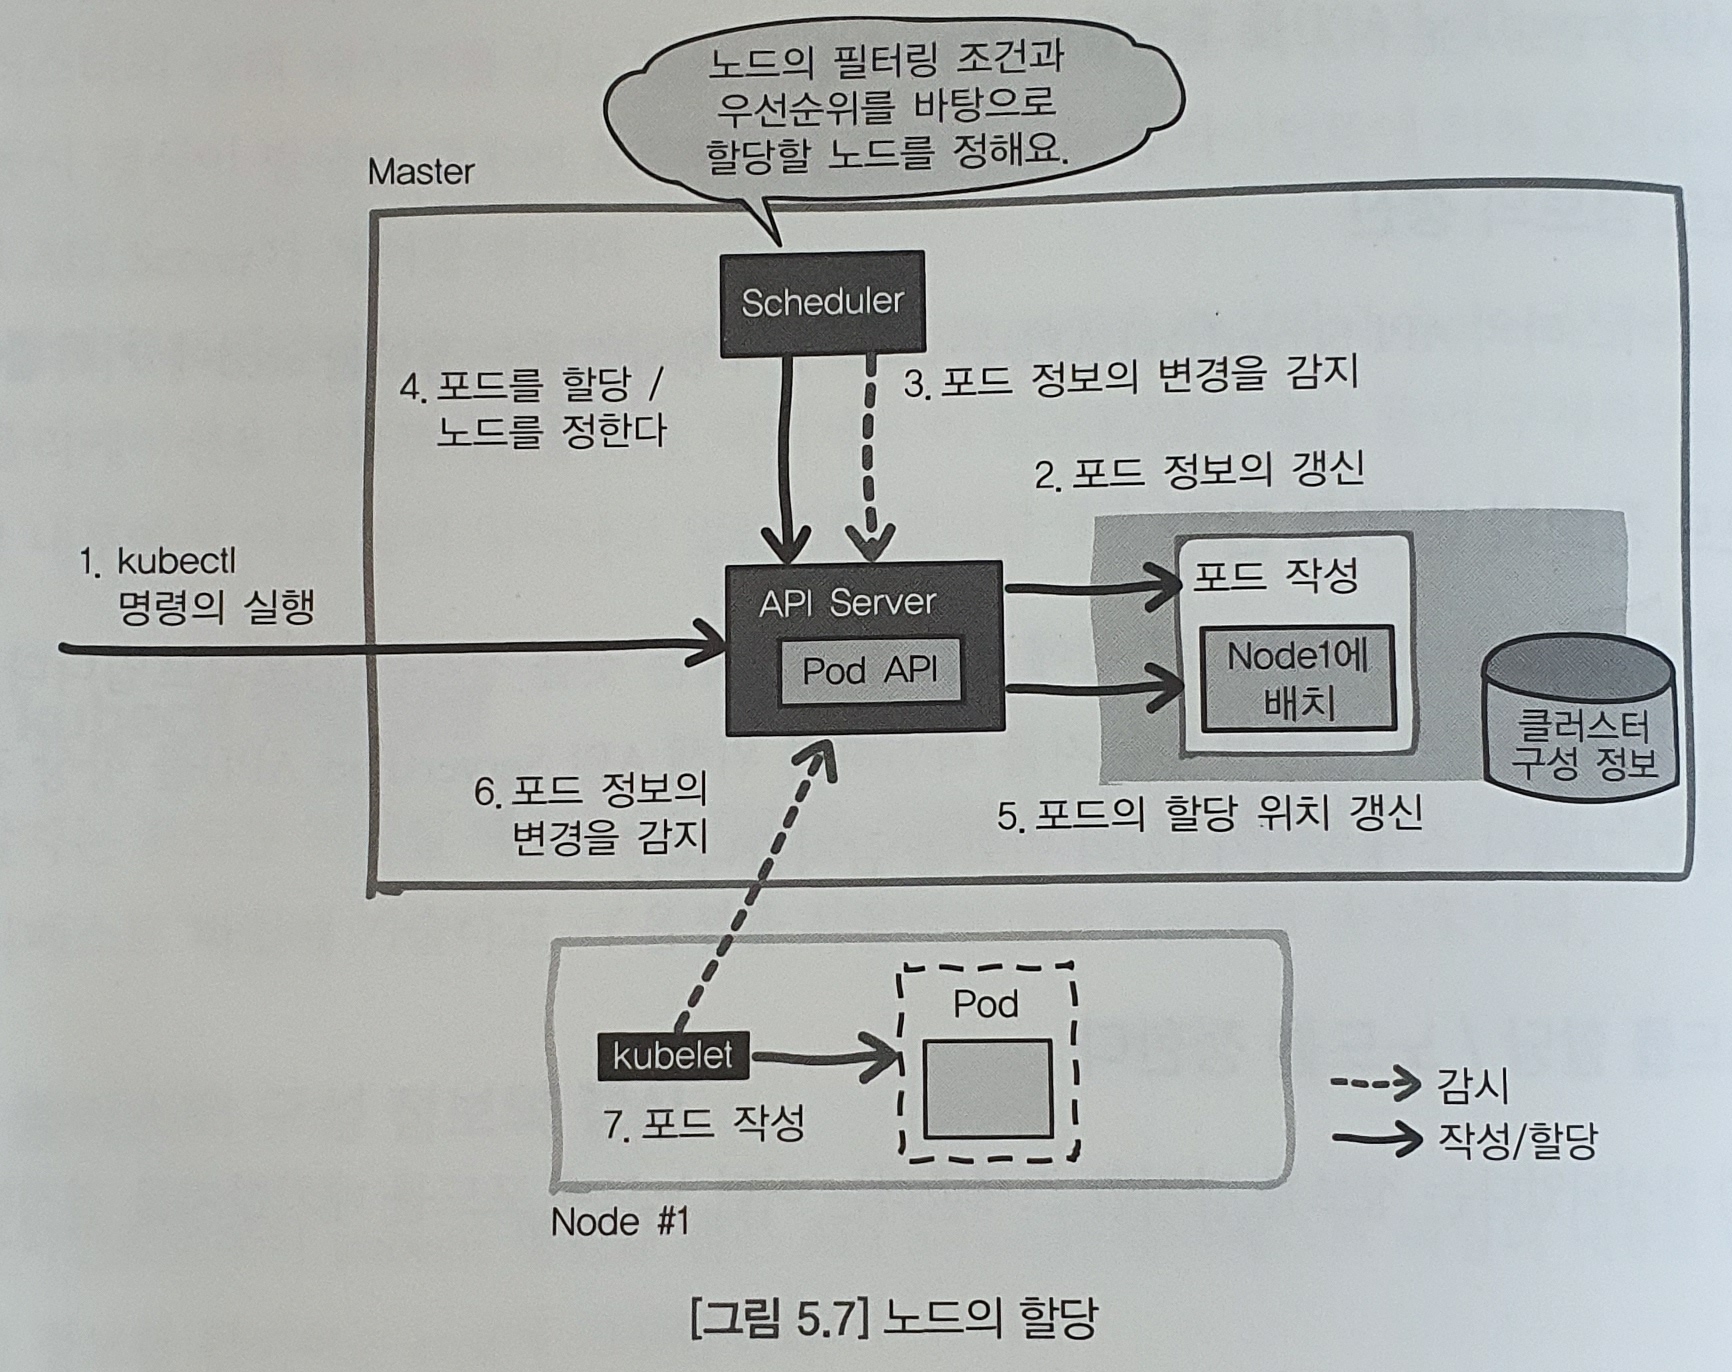 노드의 필터링 조건과
우선순위를 바탕으로
할당할 노드를 정해요.
Master
Scheduler
4. 포드를 할당 /
노드를 정한다
3. 포드 정보의 변경을 감지
2. 포드 정보의 갱신
1. kubectl
명령의 실행
API Server
Pod API
포드 작성
Node1에
배치
클러스터
구성 정보
6. 포드 정보의
변경을 감지
5. 포드의 할당 위치 갱신
Pod
kubelet
7. 포드 작성
감시
작성/할당
Node #1
[그림 5.7] 노드의 할당